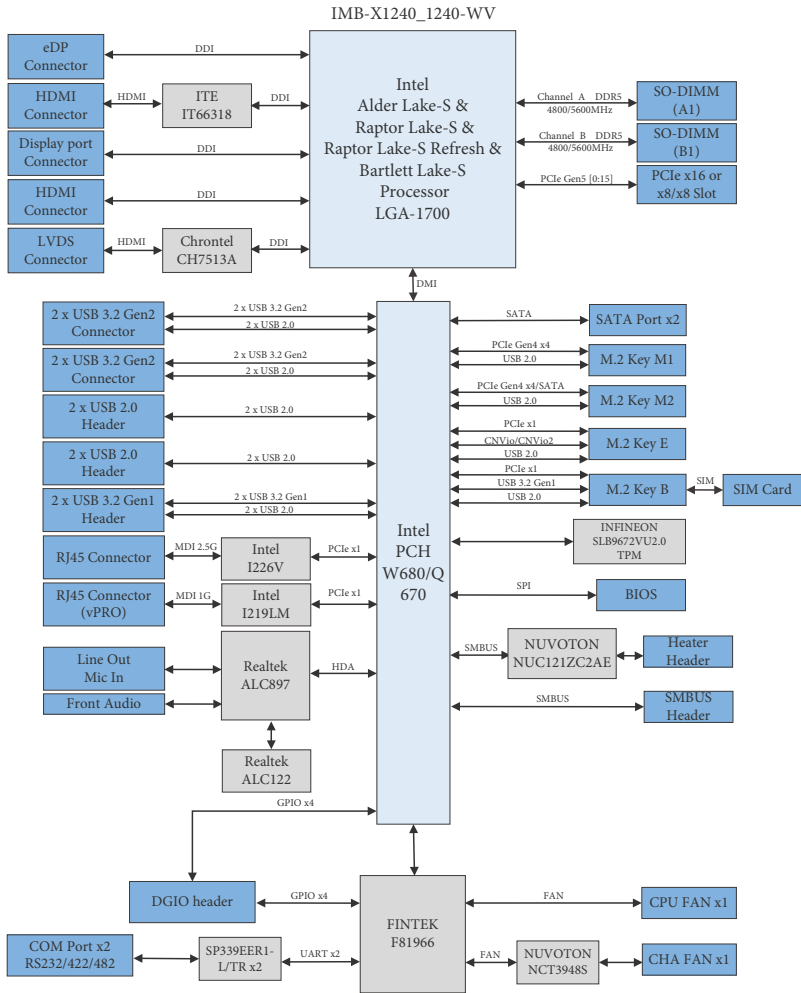 IMB-X1240_1240-WV
eDP
Connector
DDI
HDMI
Connector
HDMI
ITE
IT66318
DDI
Display port
Connector
DDI
HDMI
Connector
DDI
LVDS
Connector
HDMI
Chrontel
CH7513A
DDI
Intel
Alder Lake-S &
Raptor Lake-S &
Raptor Lake-S Refresh &
Bartlett Lake-S
Processor
LGA-1700
Channel A DDR5
4800/5600MHz
SO-DIMM
(A1)
Channel B DDR5
4800/5600MHz
SO-DIMM
(B1)
PCIe Gen5 [0:15]
PCIe x16 or
x8/x8 Slot
DMI
2 x USB 3.2 Gen2
Connector
2 x USB 3.2 Gen2
2 x USB 2.0
2 x USB 3.2 Gen2
Connector
2 x USB 3.2 Gen2
2 x USB 2.0
2 x USB 2.0
Header
2 x USB 2.0
2 x USB 2.0
Header
2 x USB 2.0
2 x USB 3.2 Gen1
Header
2 x USB 3.2 Gen1
2 x USB 2.0
RJ45 Connector
MDI 2.5G
Intel
I226V
PCIe x1
RJ45 Connector
(vPRO)
MDI 1G
Intel
I219LM
PCIe x1
Line Out
Mic In
Front Audio
Realtek
ALC897
HDA
Realtek
ALC122
Intel
PCH
W680/Q
670
SATA
SATA Port x2
PCIe Gen4 x4
USB 2.0
M.2 Key M1
PCIe Gen4 x4/SATA
USB 2.0
M.2 Key M2
PCIe x1
CNVio/CNVio2
USB 2.0
M.2 Key E
PCIe x1
USB 3.2 Gen1
USB 2.0
M.2 Key B
SIM
SIM Card
INFINEON
SLB9672VU2.0
TPM
SPI
BIOS
SMBUS
NUVOTON
NUC121ZC2AE
Heater
Header
SMBUS
SMBUS
Header
GPIO x4
DGIO header
GPIO x4
FINTEK
F81966
FAN
CPU FAN x1
COM Port x2
RS232/422/482
SP339EER1-
L/TR x2
UART x2
FAN
NUVOTON
NCT3948S
CHA FAN x1